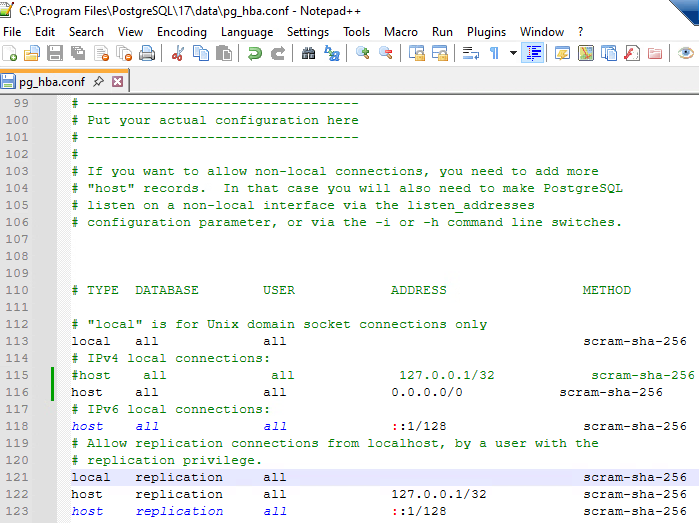 C:\Program Files\PostgreSQL\17\data\pg_hba.conf - Notepad++
File Edit Search View Encoding Language Settings Tools Macro Run Plugins Window ?
pg_hba.conf
99 # ----------------------------------
100 # Put your actual configuration here
101 # ----------------------------------
102 #
103 # If you want to allow non-local connections, you need to add more
104 # "host" records.  In that case you will also need to make PostgreSQL
105 # listen on a non-local interface via the listen_addresses
106 # configuration parameter, or via the -i or -h command line switches.
107
108
109
110 # TYPE  DATABASE        USER            ADDRESS                 METHOD
111
112 # "local" is for Unix domain socket connections only
113 local   all             all                                     scram-sha-256
114 # IPv4 local connections:
115 #host    all             all             127.0.0.1/32            scram-sha-256
116 host    all             all             0.0.0.0/0            scram-sha-256
117 # IPv6 local connections:
118 host    all             all             ::1/128                 scram-sha-256
119 # Allow replication connections from localhost, by a user with the
120 # replication privilege.
121 local   replication     all                                     scram-sha-256
122 host    replication     all             127.0.0.1/32            scram-sha-256
123 host    replication     all             ::1/128                 scram-sha-256